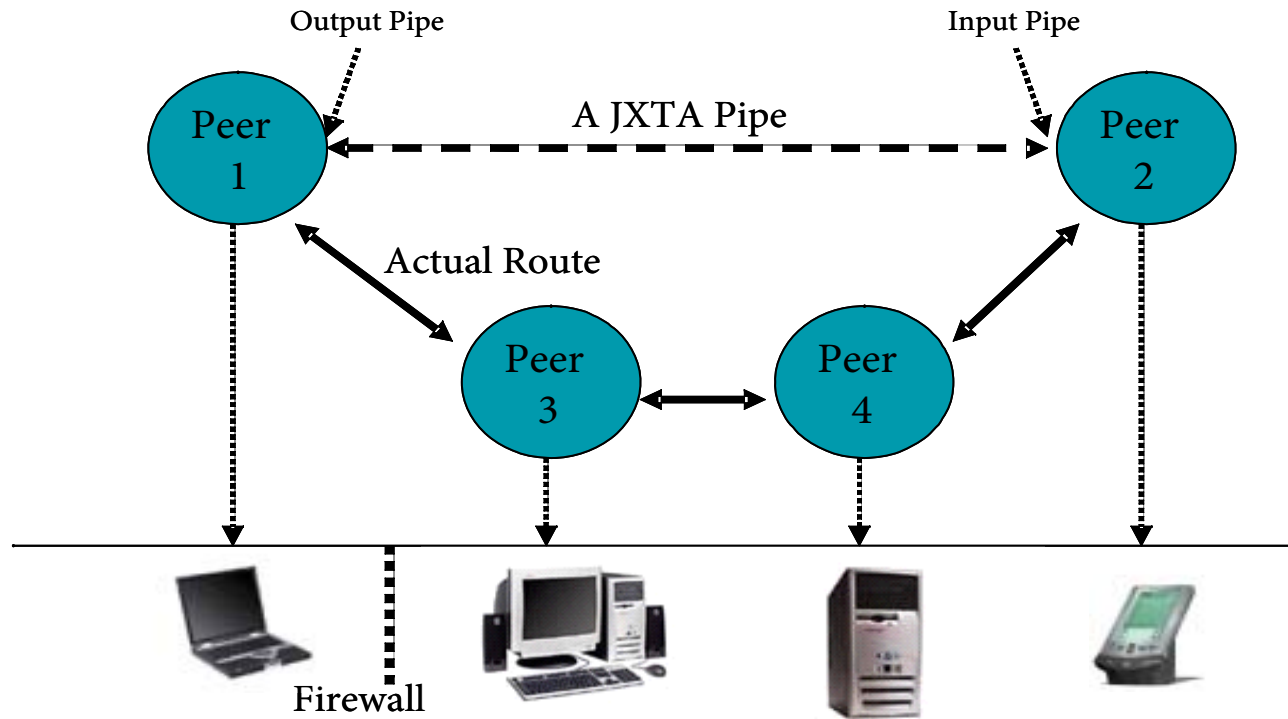 Output Pipe
Input Pipe
A JXTA Pipe
Peer
1
Peer
2
Actual Route
Peer
3
Peer
4
Firewall